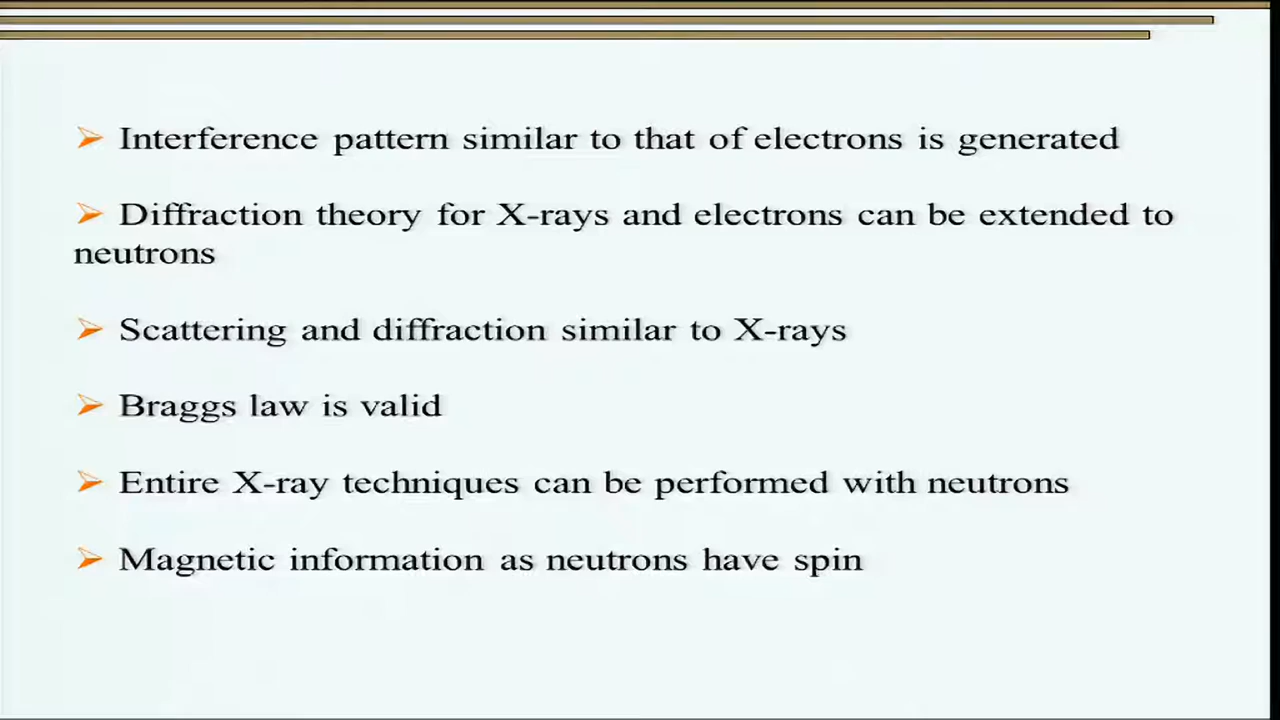 ➢ Interference pattern similar to that of electrons is generated
➢ Diffraction theory for X-rays and electrons can be extended to
neutrons
➢ Scattering and diffraction similar to X-rays
➢ Braggs law is valid
➢ Entire X-ray techniques can be performed with neutrons
➢ Magnetic information as neutrons have spin